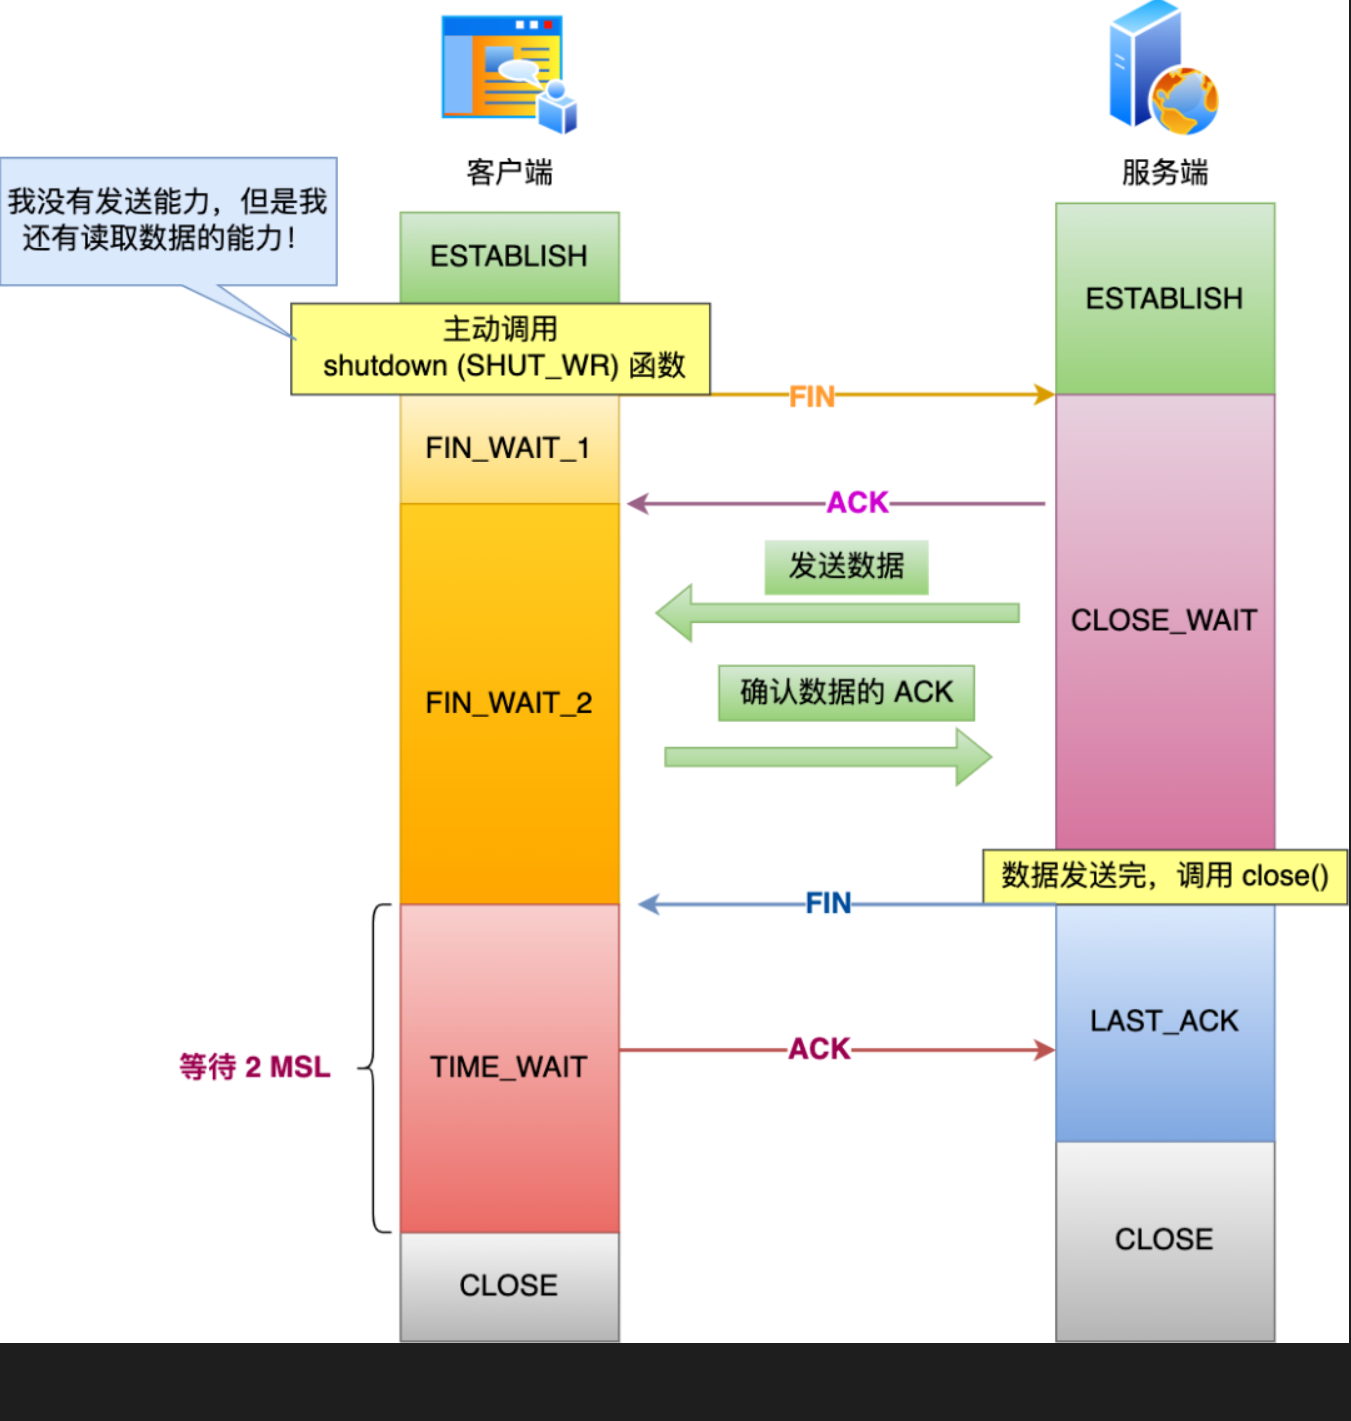 客户端
服务端
我没有发送能力，但是我
还有读取数据的能力！
ESTABLISH
ESTABLISH
主动调用
shutdown (SHUT_WR) 函数
FIN
FIN_WAIT_1
ACK
发送数据
CLOSE_WAIT
确认数据的 ACK
FIN_WAIT_2
数据发送完，调用 close()
FIN
LAST_ACK
ACK
等待 2 MSL
TIME_WAIT
CLOSE
CLOSE